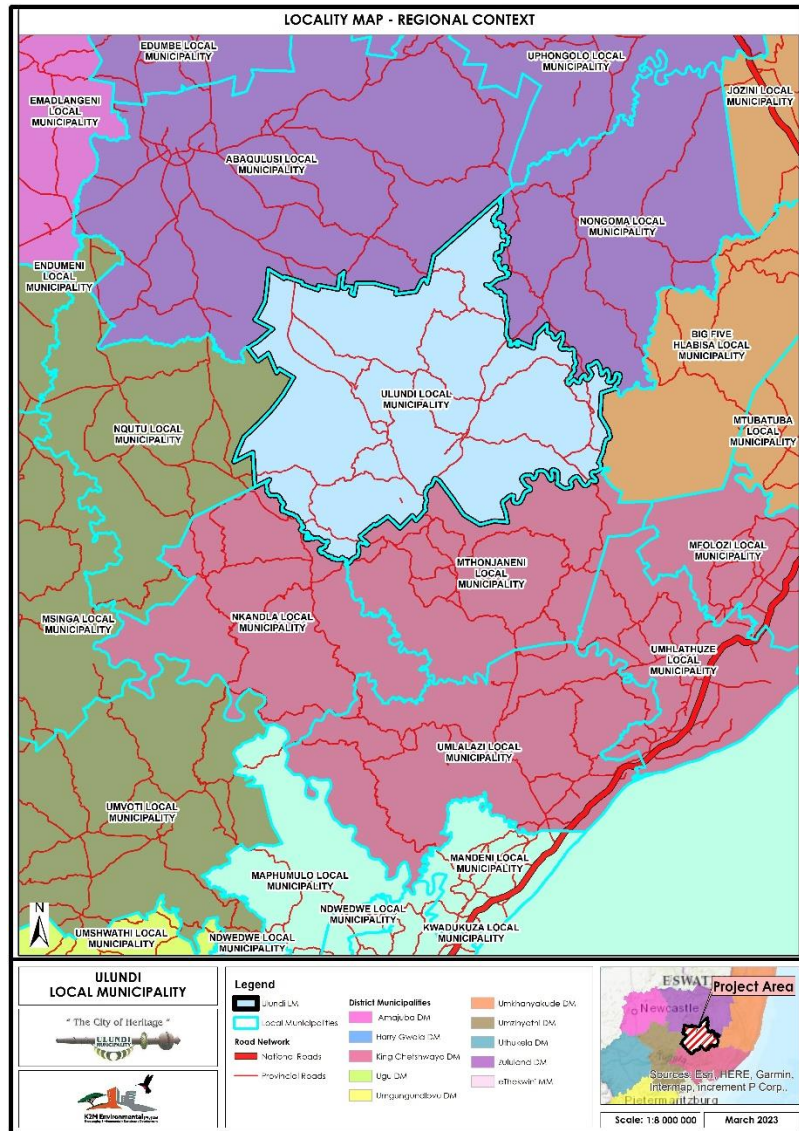 LOCALITY MAP - REGIONAL CONTEXT
EDUMBE LOCAL
MUNICIPALITY
UPHONGOLO LOCAL
MUNICIPALITY
EMADLANGENI
LOCAL
MUNICIPALITY
JOZINI LOCAL
MUNICIPALITY
ABAQULUSI LOCAL
MUNICIPALITY
NONGOMA LOCAL
MUNICIPALITY
ENDUMENI
LOCAL
MUNICIPALITY
BIG FIVE
HLABISA LOCAL
MUNICIPALITY
ULUNDI LOCAL
MUNICIPALITY
NQUTU LOCAL
MUNICIPALITY
MTUBATUBA
LOCAL
MUNICIPALITY
MFOLOZI LOCAL
MUNICIPALITY
MTHONJANENI
LOCAL
MUNICIPALITY
MSINGA LOCAL
MUNICIPALITY
NKANDLA LOCAL
MUNICIPALITY
UMHLATHUZE
LOCAL
MUNICIPALITY
UMLALAZI LOCAL
MUNICIPALITY
UMVOTI LOCAL
MUNICIPALITY
MANDENI LOCAL
MUNICIPALITY
MAPHUMULO LOCAL
MUNICIPALITY
NDWEDWE LOCAL
MUNICIPALITY
KWADUKUZA LOCAL
MUNICIPALITY
UMSHWATHI LOCAL
MUNICIPALITY
NDWEDWE LOCAL
MUNICIPALITY
N
ULUNDI
LOCAL MUNICIPALITY
"The City of Heritage"
ULUNDI
MUNICIPALITY
K2M Environmental
Legend
Ulundi LM
Local Municipalities
Road Network
National Roads
Provincial Roads
District Municipalities
Amajuba DM
Harry Gwala DM
King Chetshwayo DM
Ugu DM
Umgungundlovu DM
Umkhanyakude DM
Umzinyathi DM
Uthukela DM
Zululand DM
eThekwini MM
ESWAT
Project Area
Newcastle
Sources: Esri, HERE, Garmin,
Intermap, increment P Corp.,
Pietermaritzburg
Scale: 1:8 000 000
March 2023